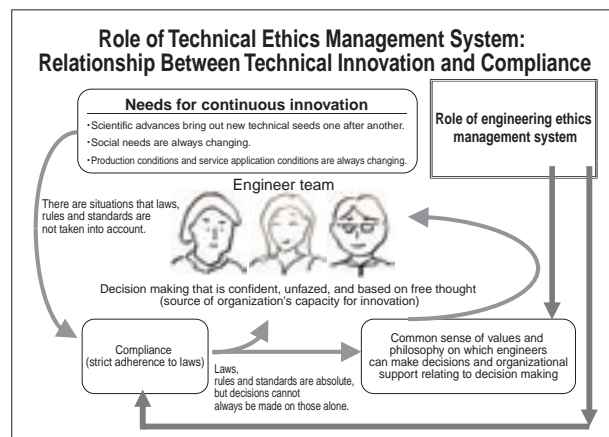 Role of Technical Ethics Management System:
Relationship Between Technical Innovation and Compliance
Needs for continuous innovation
・Scientific advances bring out new technical seeds one after another.
・Social needs are always changing.
・Production conditions and service application conditions are always changing.
Role of engineering ethics
management system
Engineer team
There are situations that laws,
rules and standards are
not taken into account.
Decision making that is confident, unfazed, and based on free thought
(source of organization's capacity for innovation)
Compliance
(strict adherence to laws)
Laws,
rules and standards are absolute,
but decisions cannot
always be made on those alone.
Common sense of values and
philosophy on which engineers
can make decisions and organizational
support relating to decision making